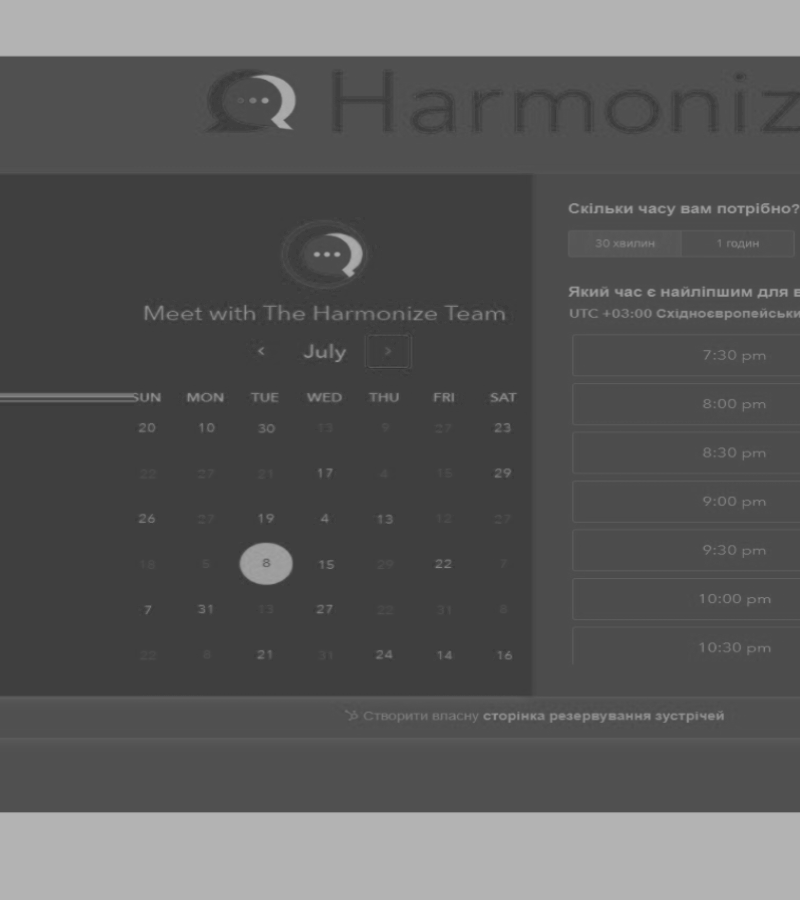 Harmoniz
Meet with The Harmonize Team
< July >
SUN MON TUE WED THU FRI SAT
20 10 30 13 9 27 23
22 27 21 17 4 15 29
26 27 19 4 13 12 27
18 5 8 15 29 22 7
7 31 13 27 22 31 8
22 8 21 31 24 14 16
Скільки часу вам потрібно?
30 хвилин 1 годин
Який час є найліпшим для в
UTC +03:00 Східноєвропейськи
7:30 pm
8:00 pm
8:30 pm
9:00 pm
9:30 pm
10:00 pm
10:30 pm
Створити власну сторінка резервування зустрічей